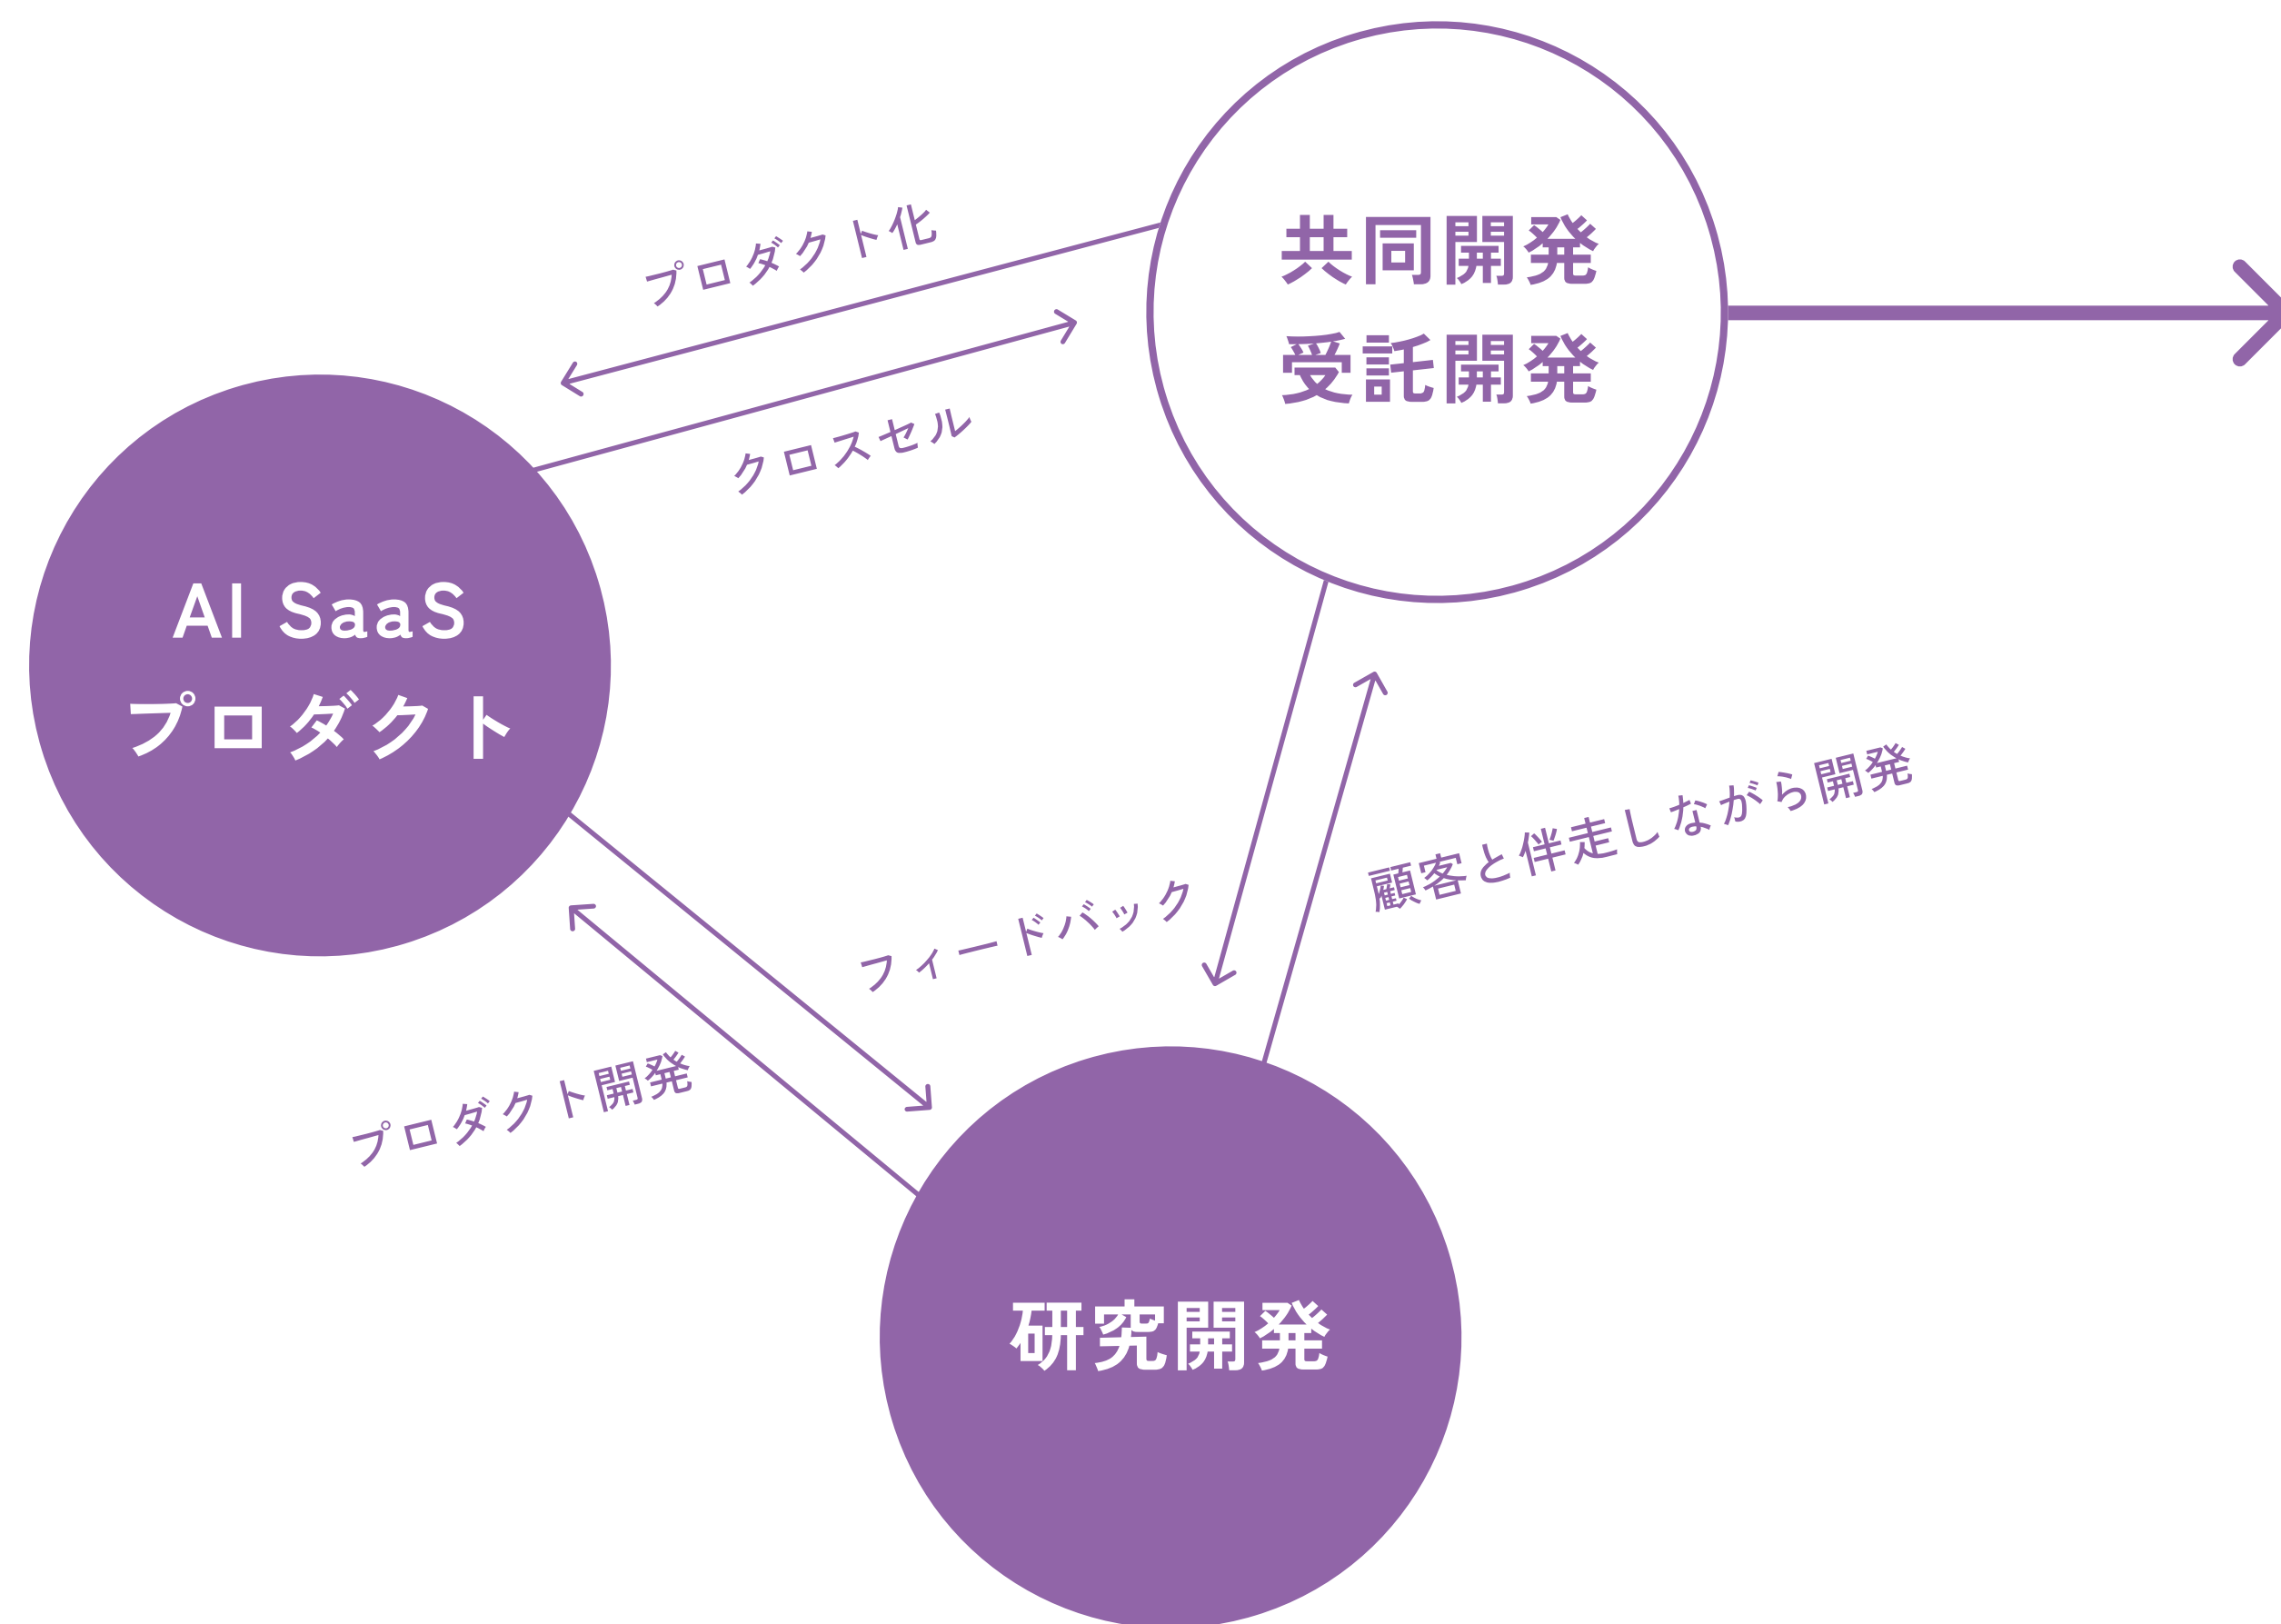 共同開発
受託開発
プロダクト化
クロスセル
AI SaaS
プロダクト
顧客と伴走しながら開発
フィードバック
プロダクト開発
研究開発